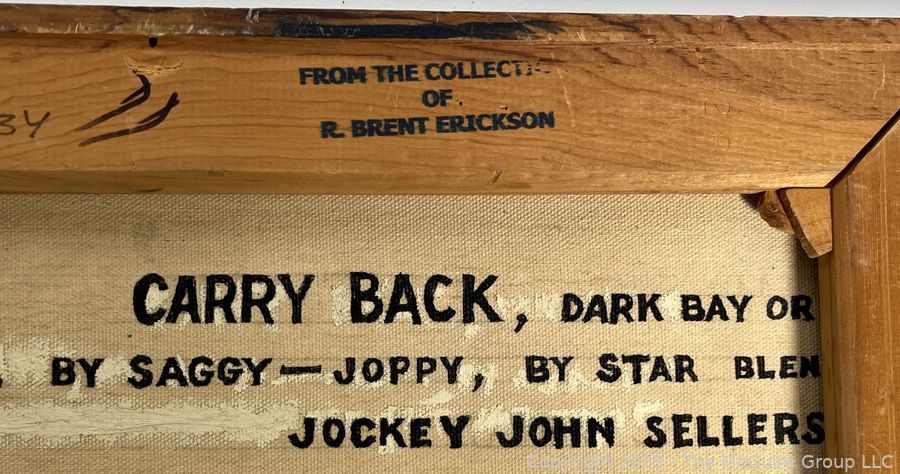 FROM THE COLLECTI
OF
R. BRENT ERICKSON
34
CARRY BACK, DARK BAY OR
BY SAGGY—JOPPY, BY STAR BLEN
JOCKEY JOHN SELLERS